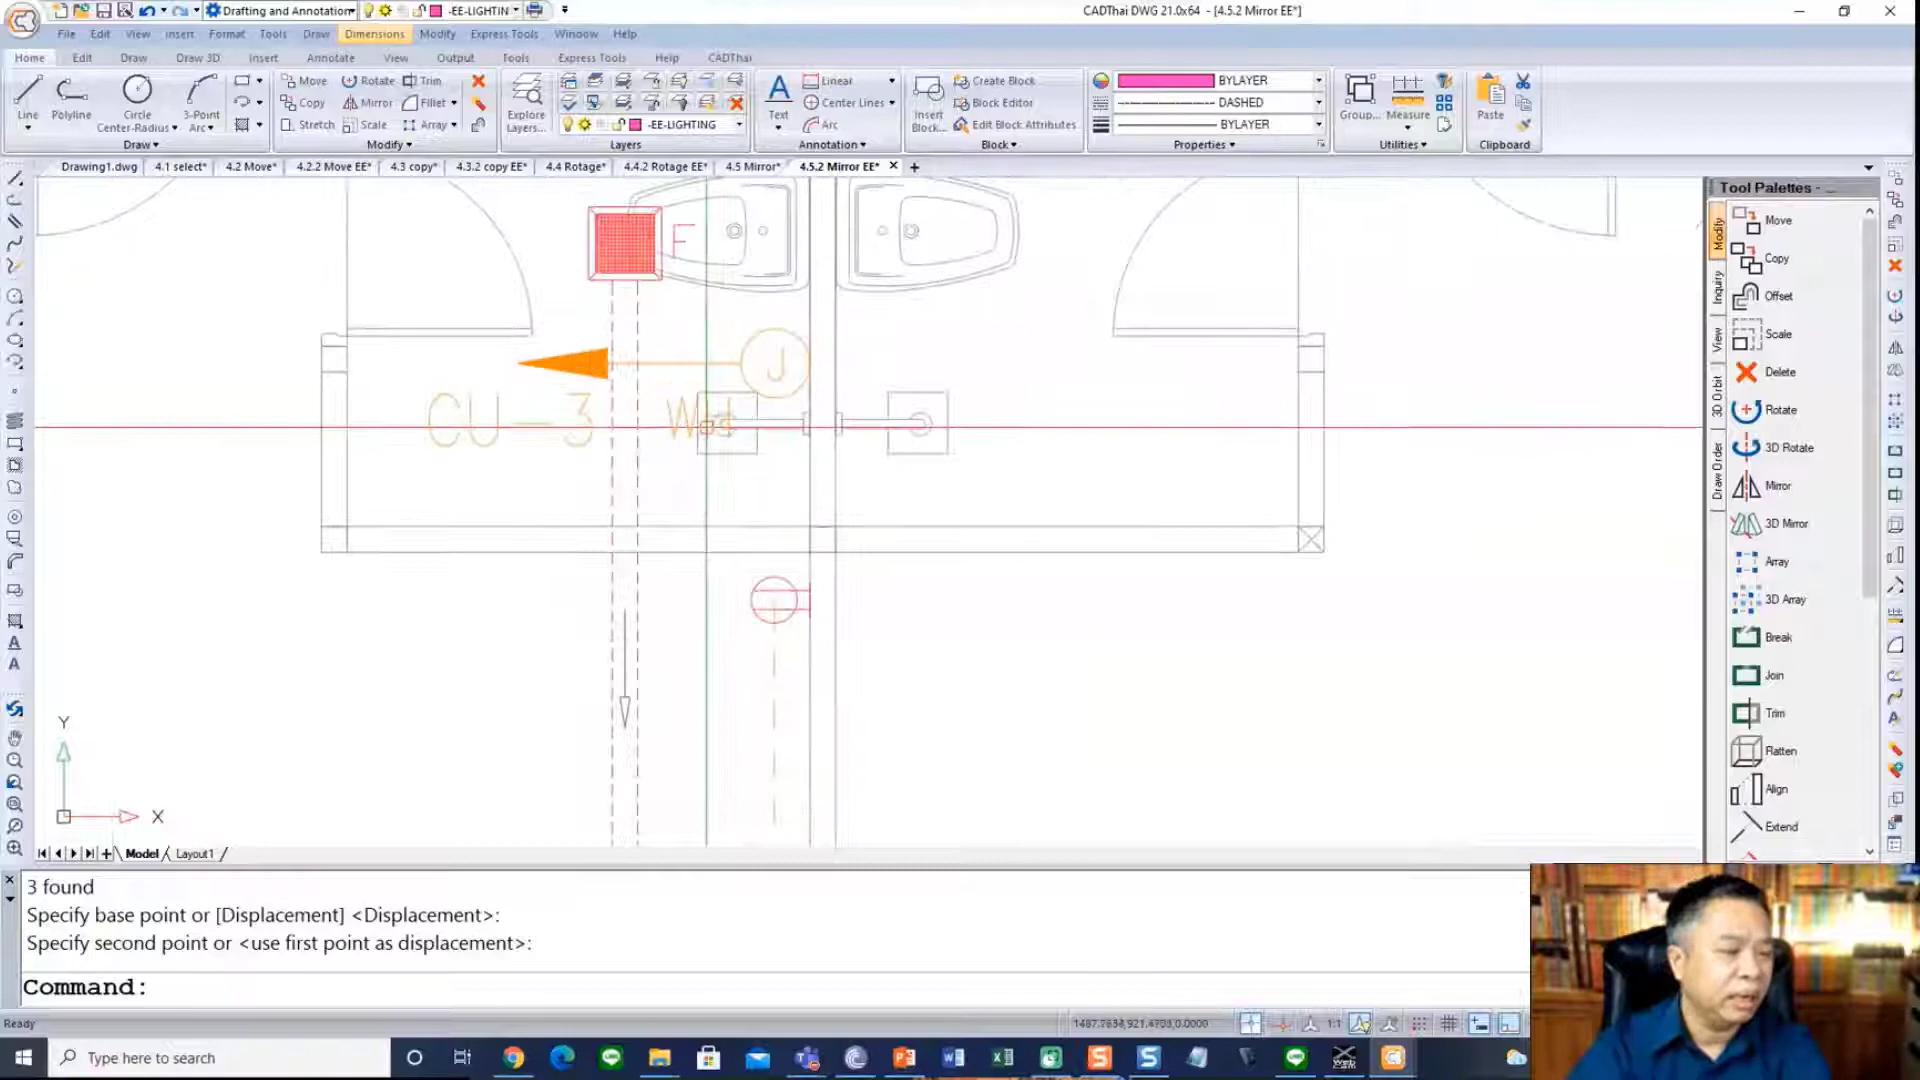 Drafting and Annotation
-EE-LIGHTIN
CADThai DWG 21.0x64 - [4.5.2 Mirror EE*]
File Edit View Insert Format Tools Draw Dimensions Modify Express Tools Window Help
Home Edit Draw Draw 3D Insert Annotate View Output Tools Express Tools Help CADThai
Move Rotate Trim
Linear
Create Block
BYLAYER
Copy Mirror Fillet
Center Lines
Block Editor
DASHED
Line Polyline Circle Center-Radius 3-Point Arc
Stretch Scale Array
Explore Layers...
-EE-LIGHTING
Text
Arc
Insert Block...
Edit Block Attributes
BYLAYER
Group... Measure Paste
Draw Modify Layers Annotation Block Properties Utilities Clipboard
Drawing1.dwg 4.1 select* 4.2 Move* 4.2.2 Move EE* 4.3 copy* 4.3.2 copy EE* 4.4 Rotage* 4.4.2 Rotage EE* 4.5 Mirror* 4.5.2 Mirror EE*
Tool Palettes - ...
Modify
Inquiry
View
3D Orbit
Draw Order
Move
Copy
Offset
Scale
Delete
Rotate
3D Rotate
Mirror
3D Mirror
Array
3D Array
Break
Join
Trim
Flatten
Align
Extend
F
J
CU-3
Y
X
Model Layout1
3 found
Specify base point or [Displacement] <Displacement>:
Specify second point or <use first point as displacement>:
Command:
Ready
1:1
Type here to search